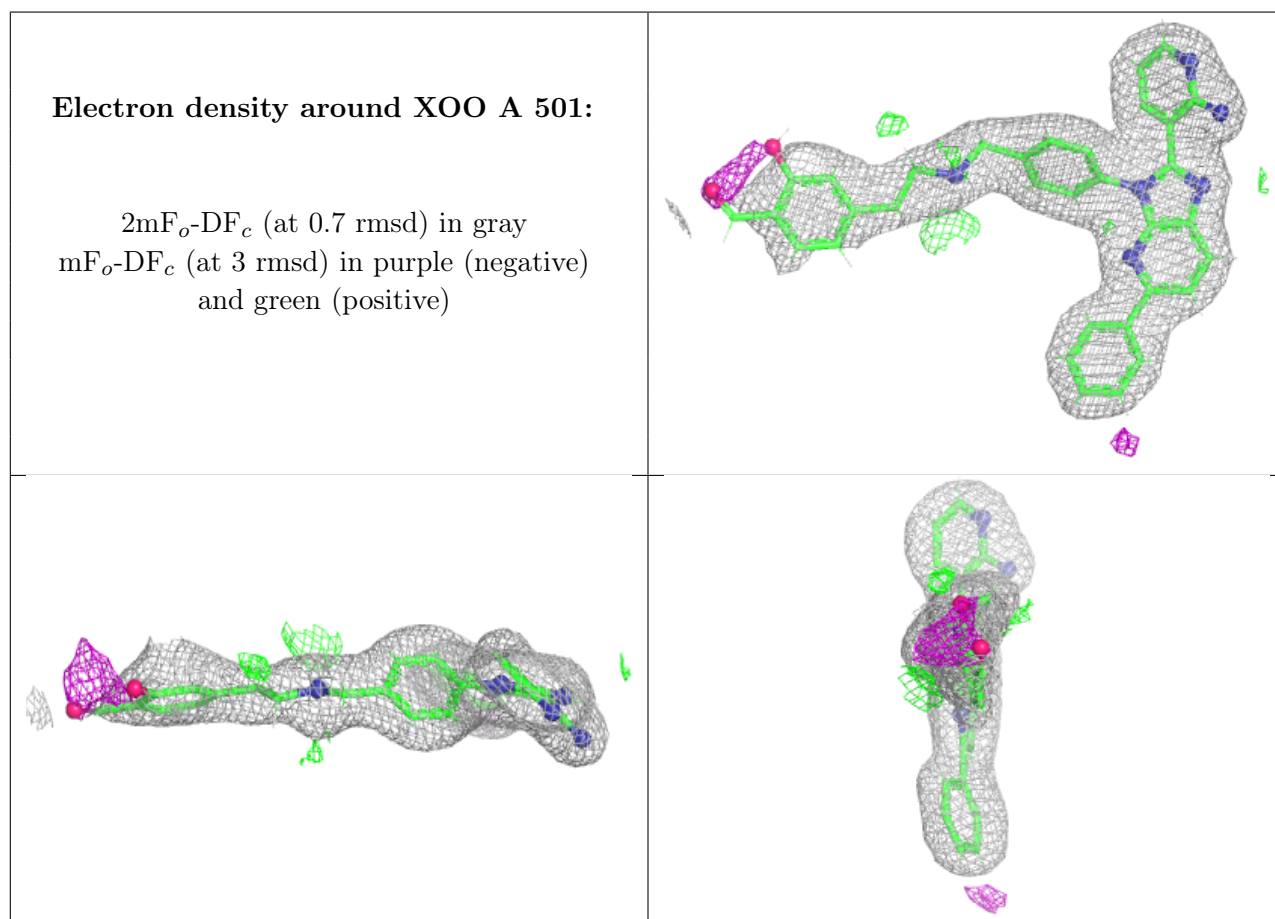 Electron density around XOO A 501:
2mFo-DFc (at 0.7 rmsd) in gray
mFo-DFc (at 3 rmsd) in purple (negative)
and green (positive)